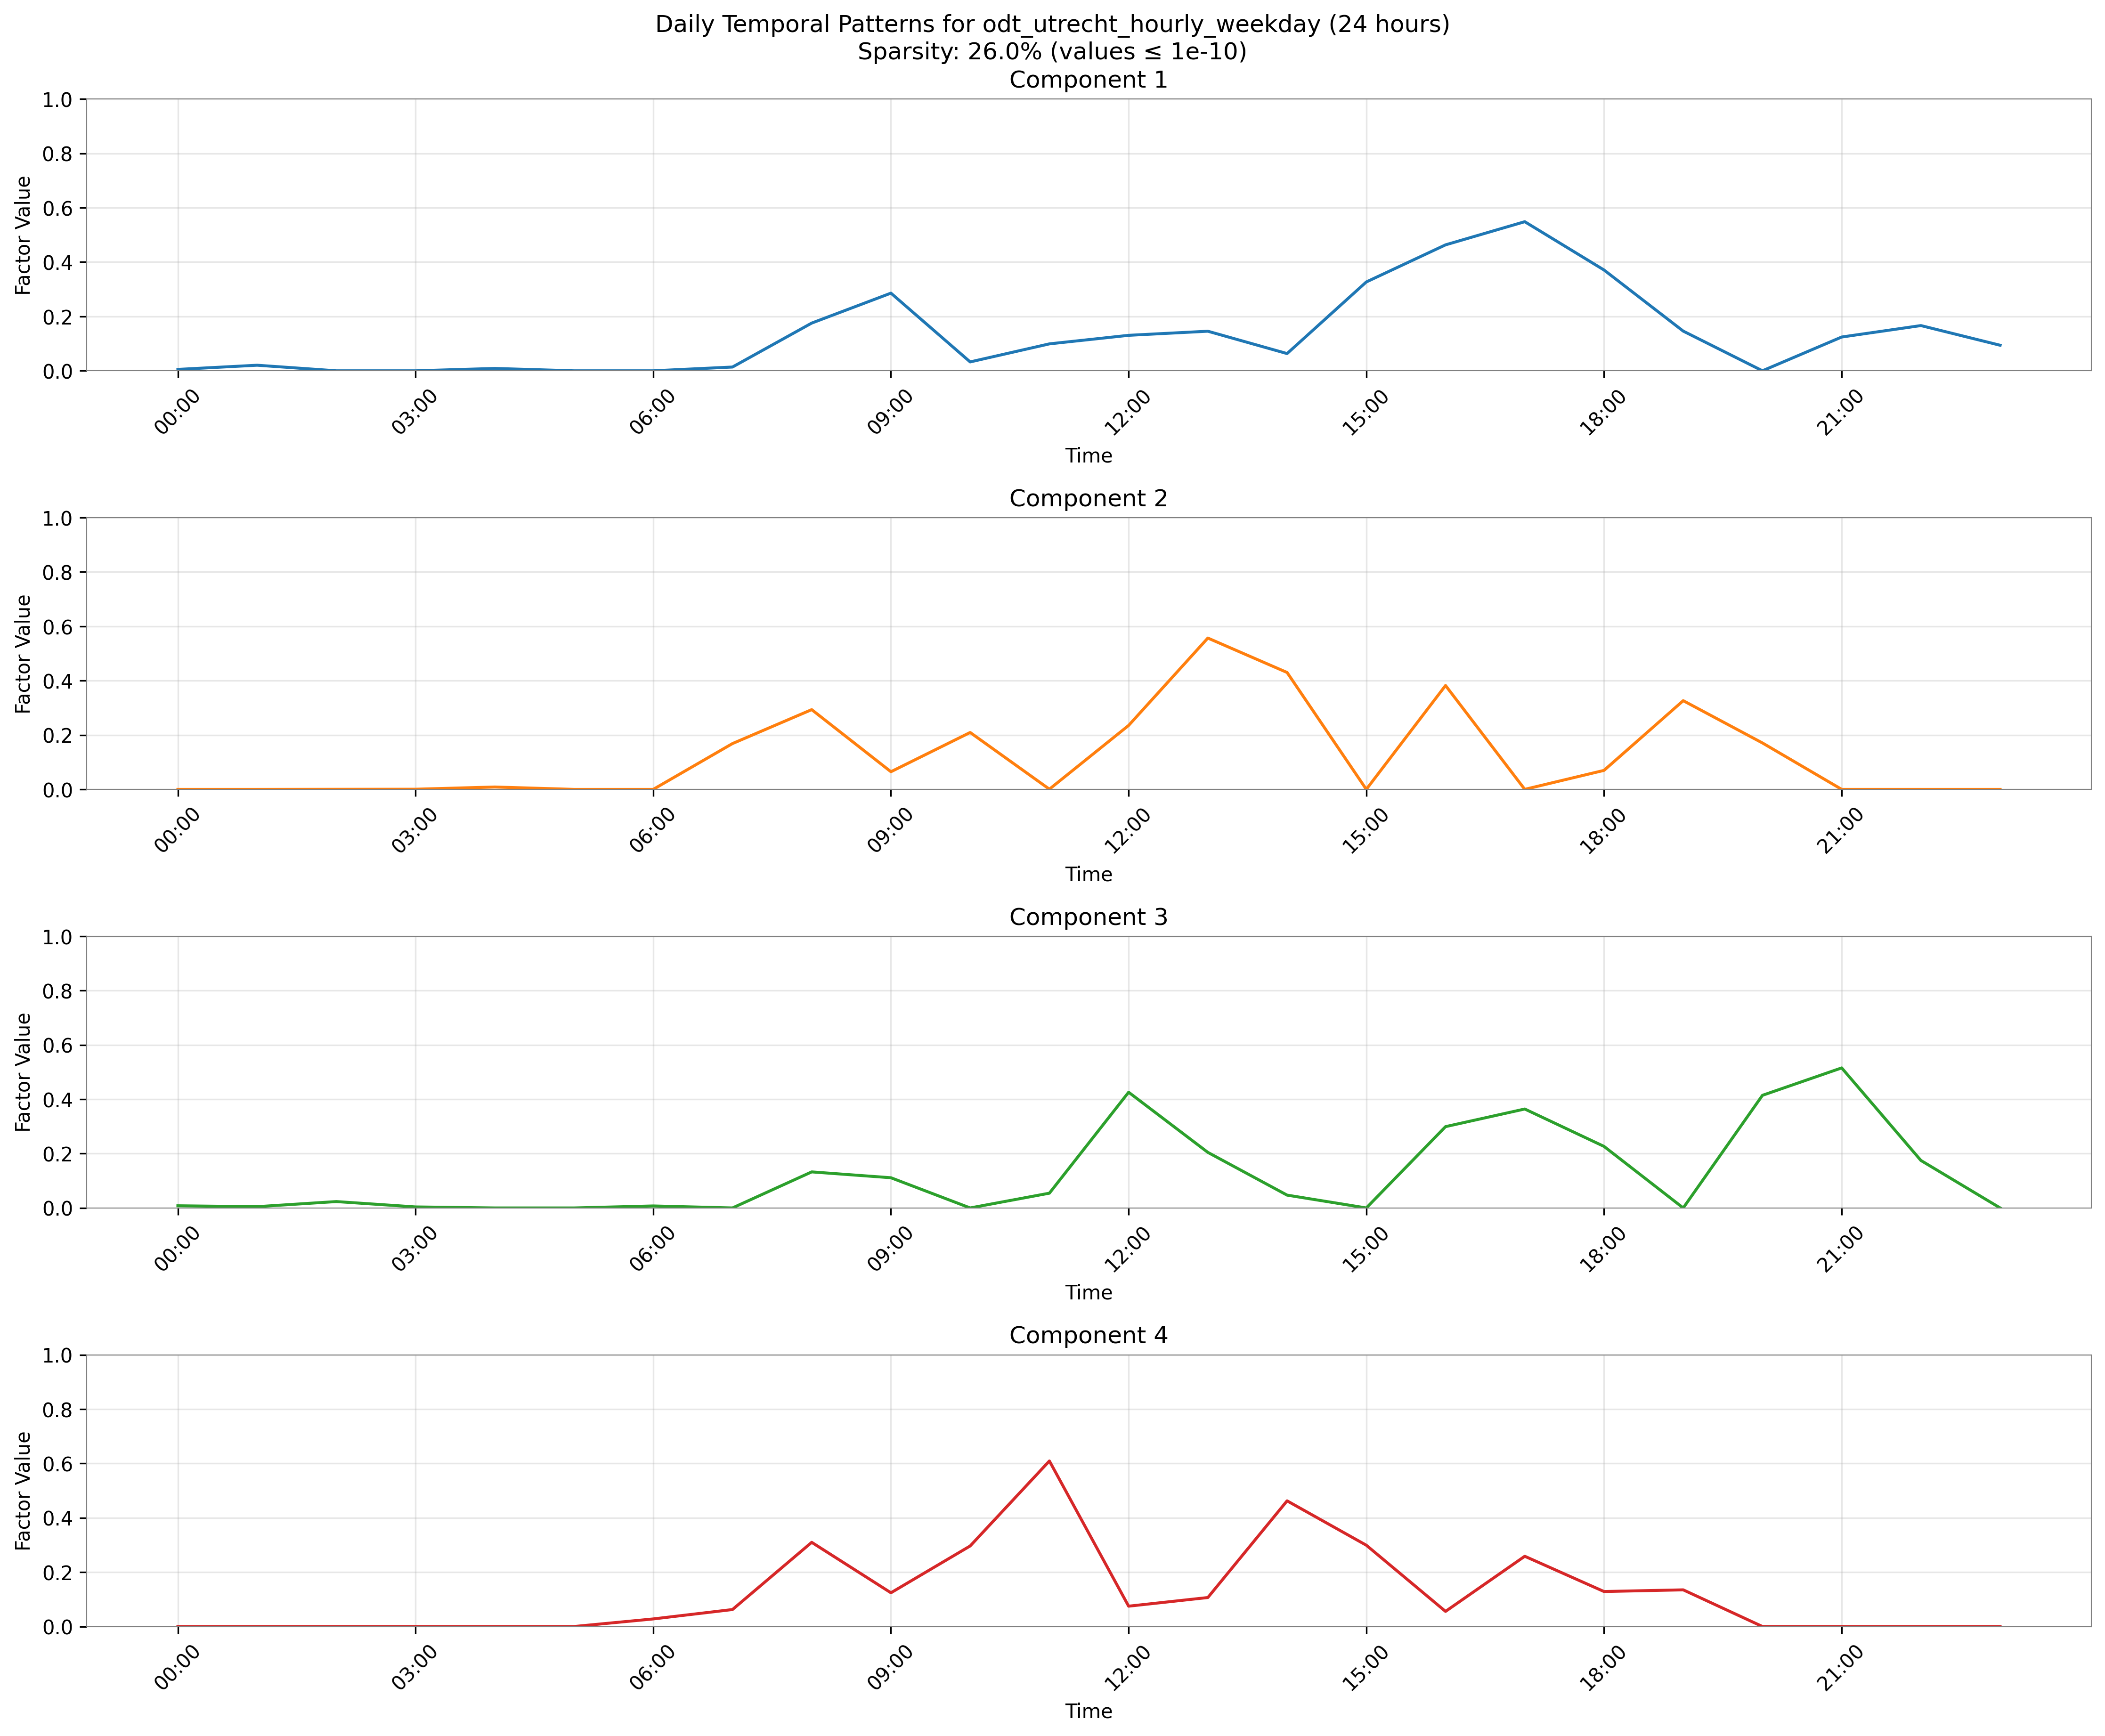 Daily Temporal Patterns for odt_utrecht_hourly_weekday (24 hours)
Sparsity: 26.0% (values ≤ 1e-10)
Component 1
1.0
0.8
0.6
0.4
0.2
0.0
Factor Value
00:00 03:00 06:00 09:00 12:00 15:00 18:00 21:00
Time
Component 2
1.0
0.8
0.6
0.4
0.2
0.0
Factor Value
00:00 03:00 06:00 09:00 12:00 15:00 18:00 21:00
Time
Component 3
1.0
0.8
0.6
0.4
0.2
0.0
Factor Value
00:00 03:00 06:00 09:00 12:00 15:00 18:00 21:00
Time
Component 4
1.0
0.8
0.6
0.4
0.2
0.0
Factor Value
00:00 03:00 06:00 09:00 12:00 15:00 18:00 21:00
Time